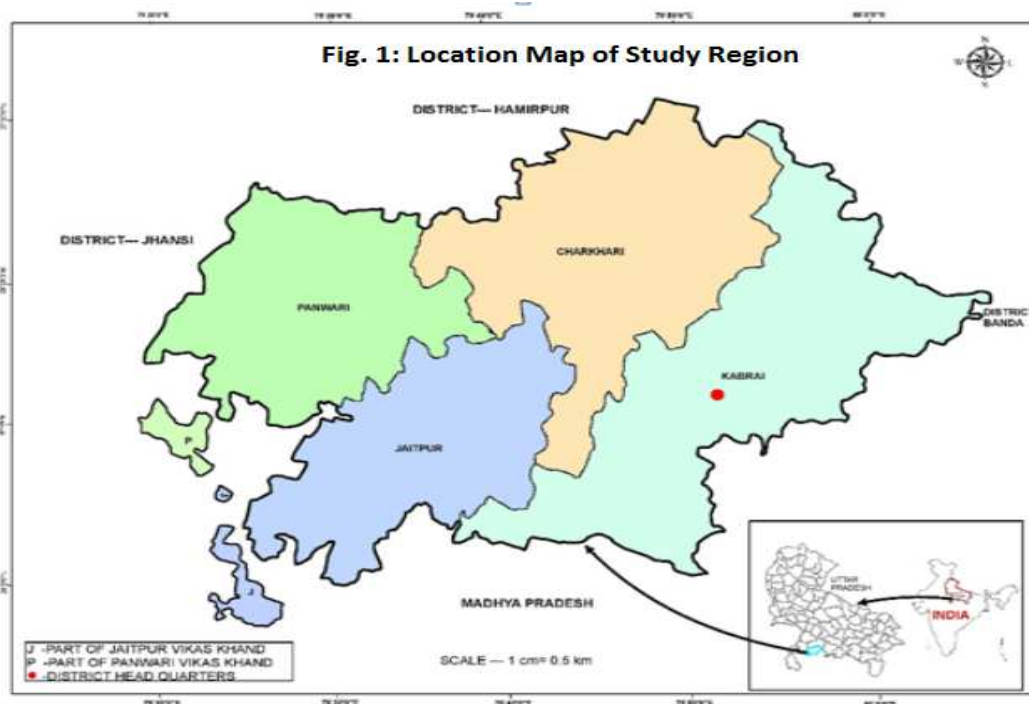 Fig. 1: Location Map of Study Region
N
W
DISTRICT--- HAMIRPUR
DISTRICT--- JHANSI
CHARKHARI
PANWARI
DISTRICT
BANDA
KABRAI
P
JAITPUR
J
UTTAR
PRADESH
INDIA
MADHYA PRADESH
J -PART OF JAITPUR VIKAS KHAND
P -PART OF PANWARI VIKAS KHAND
-DISTRICT HEAD QUARTERS
SCALE --- 1 cm= 0.5 km